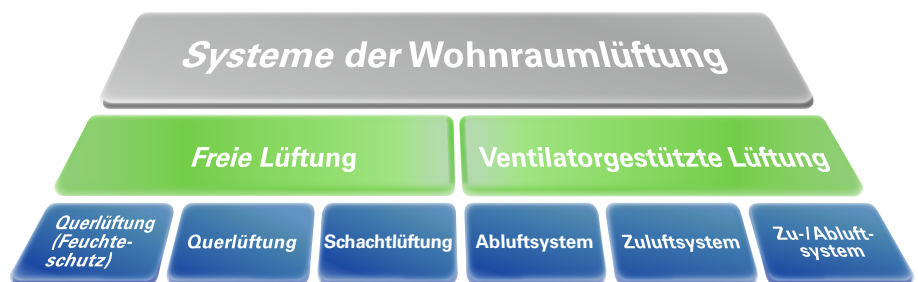 Systeme der Wohnraumlüftung
Freie Lüftung
Ventilatorgestützte Lüftung
Querlüftung
(Feuchte-
schutz)
Querlüftung
Schachtlüftung
Abluftsystem
Zuluftsystem
Zu-/Abluft-
system